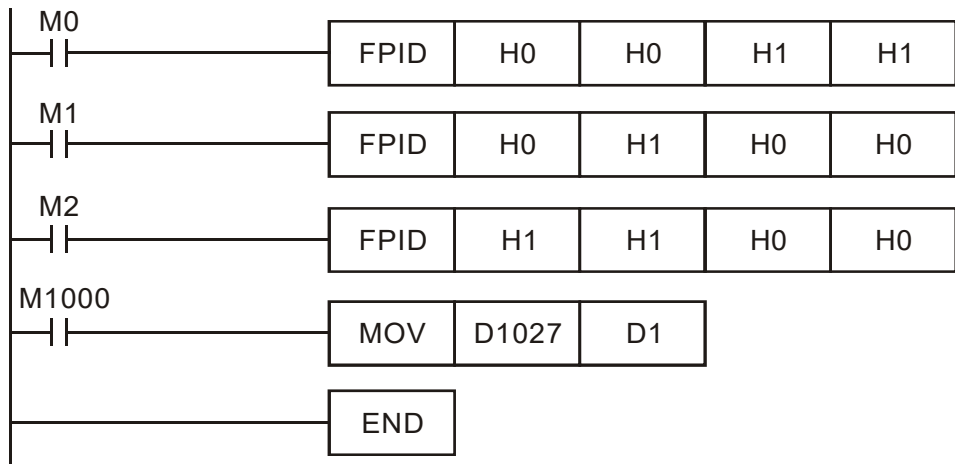 M0
FPID H0 H0 H1 H1
M1
FPID H0 H1 H0 H0
M2
FPID H1 H1 H0 H0
M1000
MOV D1027 D1
END